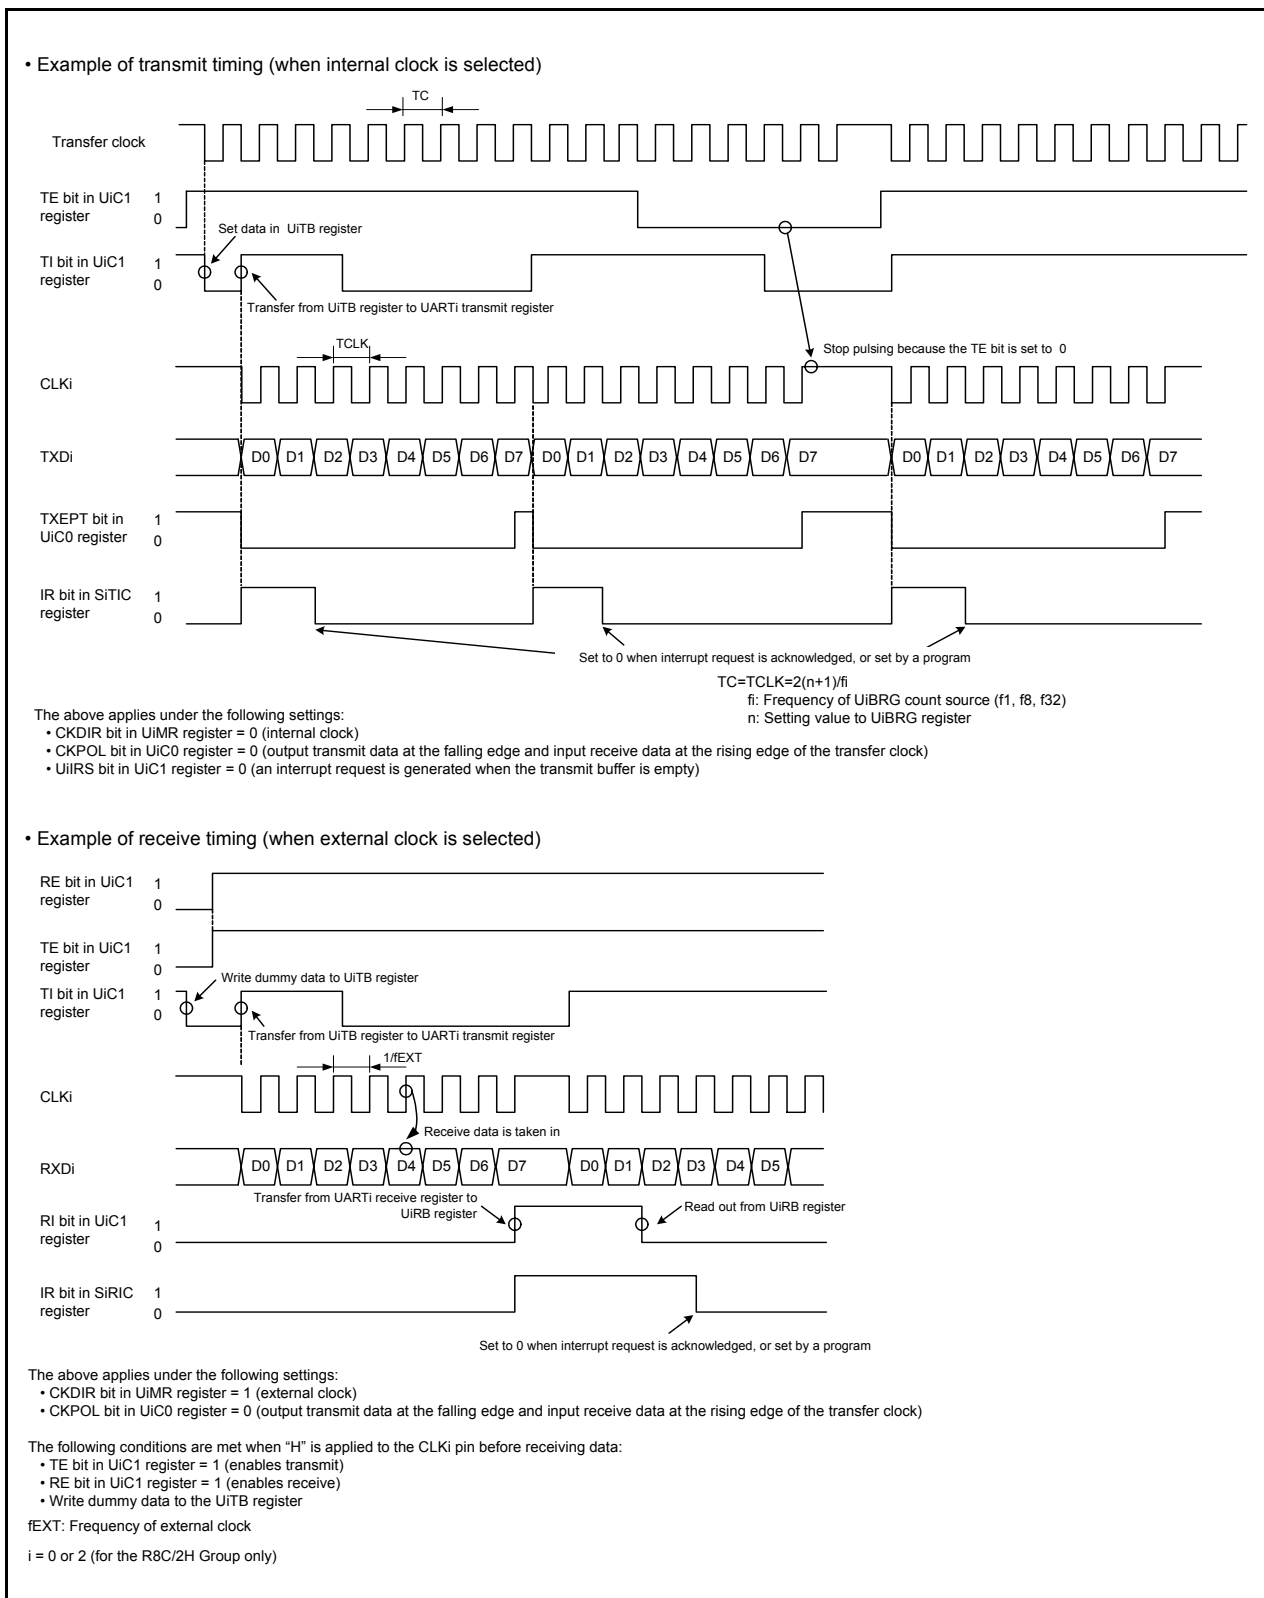 • Example of transmit timing (when internal clock is selected)
TC
Transfer clock
TE bit in UiC1 register 1 0
Set data in UiTB register
TI bit in UiC1 register 1 0
Transfer from UiTB register to UARTi transmit register
TCLK
Stop pulsing because the TE bit is set to 0
CLKi
TXDi D0 D1 D2 D3 D4 D5 D6 D7 D0 D1 D2 D3 D4 D5 D6 D7 D0 D1 D2 D3 D4 D5 D6 D7
TXEPT bit in UiC0 register 1 0
IR bit in SiTIC register 1 0
Set to 0 when interrupt request is acknowledged, or set by a program
TC=TCLK=2(n+1)/fi
fi: Frequency of UiBRG count source (f1, f8, f32)
n: Setting value to UiBRG register
The above applies under the following settings:
• CKDIR bit in UiMR register = 0 (internal clock)
• CKPOL bit in UiC0 register = 0 (output transmit data at the falling edge and input receive data at the rising edge of the transfer clock)
• UiIRS bit in UiC1 register = 0 (an interrupt request is generated when the transmit buffer is empty)
• Example of receive timing (when external clock is selected)
RE bit in UiC1 register 1 0
TE bit in UiC1 register 1 0
Write dummy data to UiTB register
TI bit in UiC1 register 1 0
Transfer from UiTB register to UARTi transmit register
1/fEXT
CLKi
Receive data is taken in
RXDi D0 D1 D2 D3 D4 D5 D6 D7 D0 D1 D2 D3 D4 D5
Transfer from UARTi receive register to UiRB register
Read out from UiRB register
RI bit in UiC1 register 1 0
IR bit in SiRIC register 1 0
Set to 0 when interrupt request is acknowledged, or set by a program
The above applies under the following settings:
• CKDIR bit in UiMR register = 1 (external clock)
• CKPOL bit in UiC0 register = 0 (output transmit data at the falling edge and input receive data at the rising edge of the transfer clock)
The following conditions are met when “H” is applied to the CLKi pin before receiving data:
• TE bit in UiC1 register = 1 (enables transmit)
• RE bit in UiC1 register = 1 (enables receive)
• Write dummy data to the UiTB register
fEXT: Frequency of external clock
i = 0 or 2 (for the R8C/2H Group only)